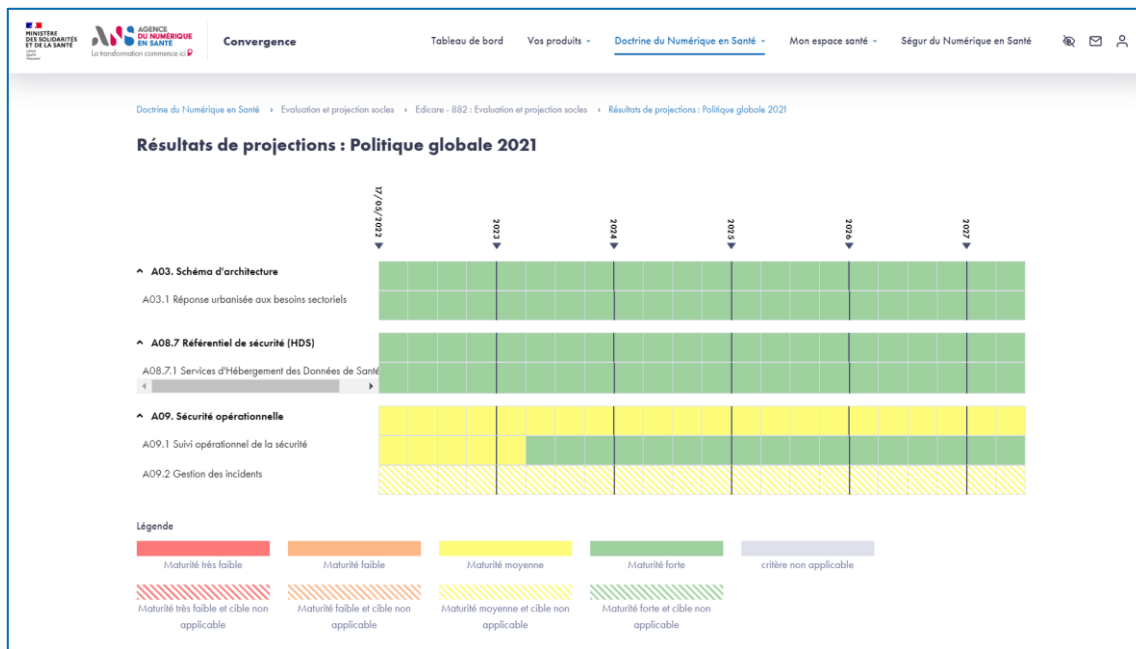 MINISTÈRE
DES SOLIDARITÉS
ET DE LA SANTÉ
AGENCE
DU NUMÉRIQUE
EN SANTÉ
La transformation commence ici
Convergence
Tableau de bord
Vos produits
Doctrine du Numérique en Santé
Mon espace santé
Ségur du Numérique en Santé
Doctrine du Numérique en Santé › Evaluation et projection socles › Edicare - 882 : Evaluation et projection socles › Résultats de projections : Politique globale 2021
Résultats de projections : Politique globale 2021
17/05/2022
2023
2024
2025
2026
2027
A03. Schéma d'architecture
A03.1 Réponse urbanisée aux besoins sectoriels
A08.7 Référentiel de sécurité (HDS)
A08.7.1 Services d'Hébergement des Données de Santé
A09. Sécurité opérationnelle
A09.1 Suivi opérationnel de la sécurité
A09.2 Gestion des incidents
Légende
Maturité très faible
Maturité faible
Maturité moyenne
Maturité forte
critère non applicable
Maturité très faible et cible non
applicable
Maturité faible et cible non
applicable
Maturité moyenne et cible non
applicable
Maturité forte et cible non
applicable